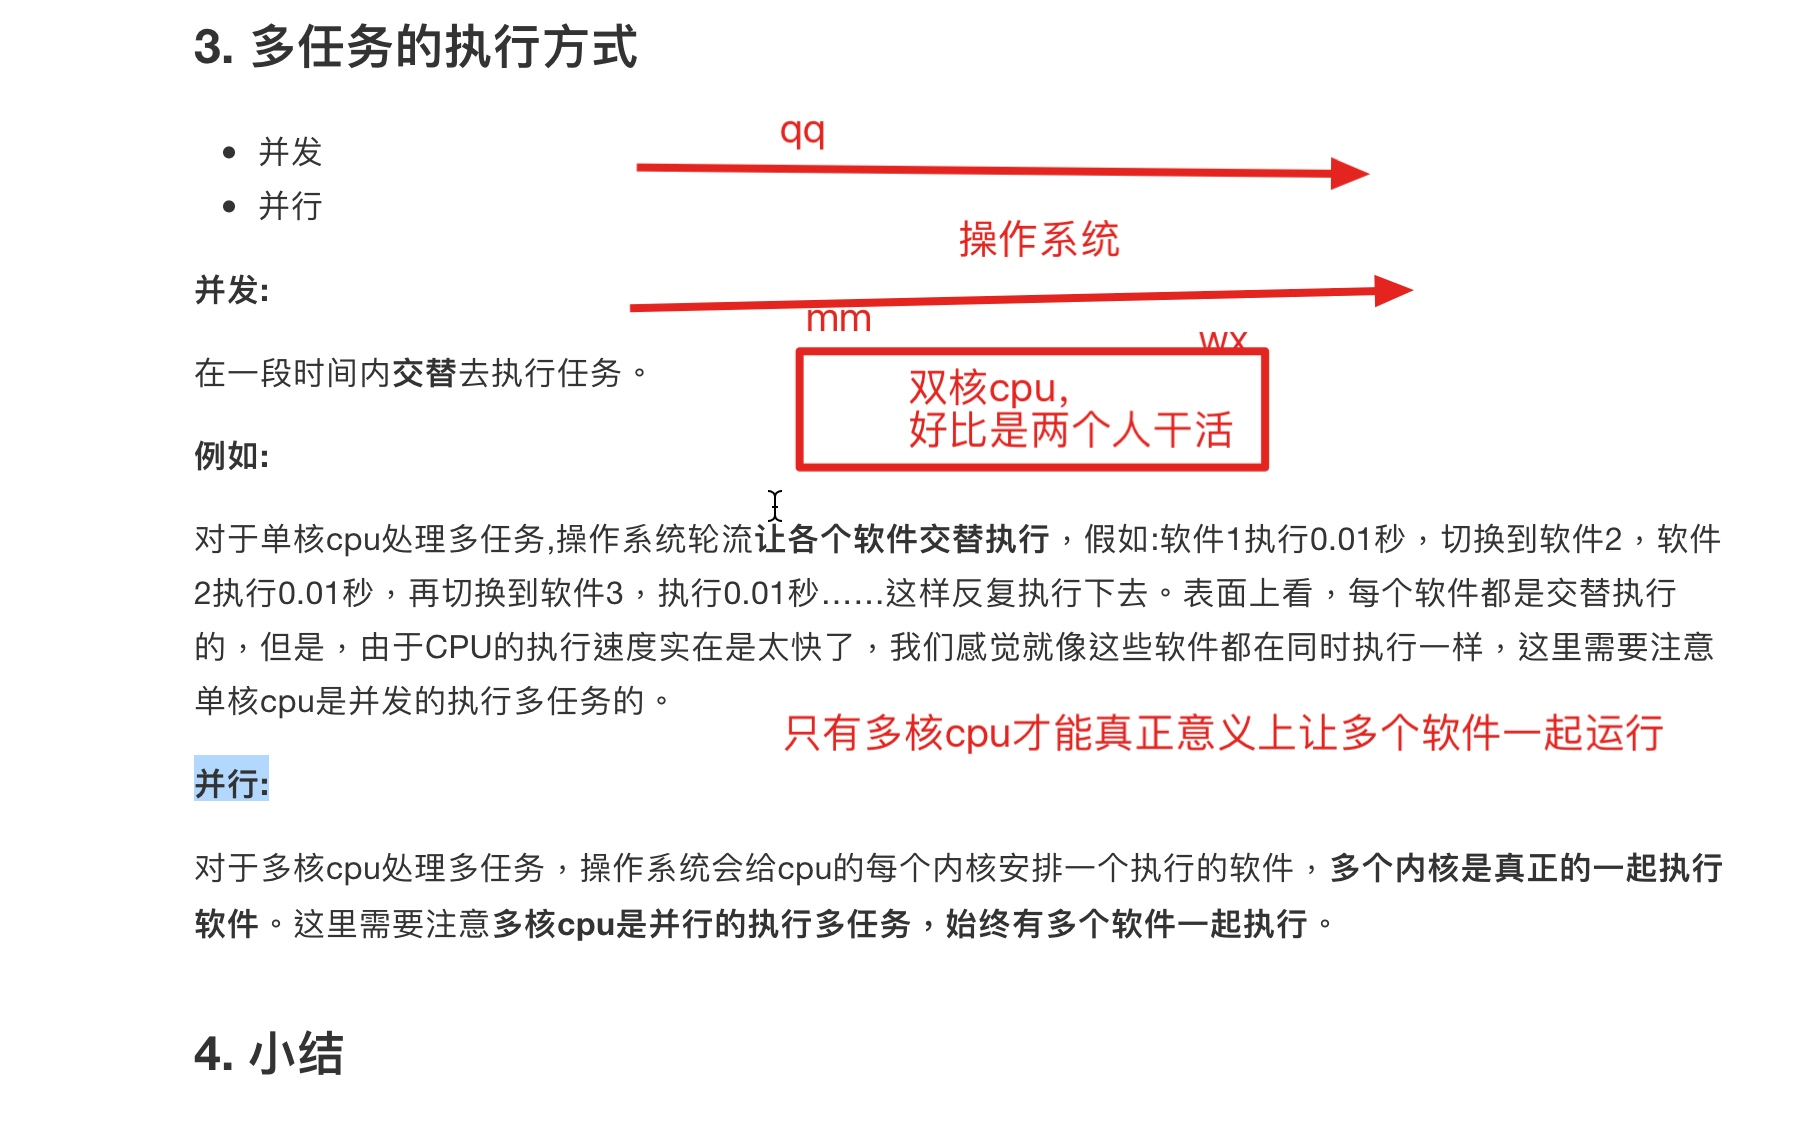 3. 多任务的执行方式
qq
并发
并行
操作系统
并发:
mm
wx
在一段时间内交替去执行任务。
双核cpu,
好比是两个人干活
例如:
对于单核cpu处理多任务,操作系统轮流让各个软件交替执行，假如:软件1执行0.01秒，切换到软件2，软件
2执行0.01秒，再切换到软件3，执行0.01秒……这样反复执行下去。表面上看，每个软件都是交替执行
的，但是，由于CPU的执行速度实在是太快了，我们感觉就像这些软件都在同时执行一样，这里需要注意
单核cpu是并发的执行多任务的。
只有多核cpu才能真正意义上让多个软件一起运行
并行:
对于多核cpu处理多任务，操作系统会给cpu的每个内核安排一个执行的软件，多个内核是真正的一起执行
软件。这里需要注意多核cpu是并行的执行多任务，始终有多个软件一起执行。
4. 小结